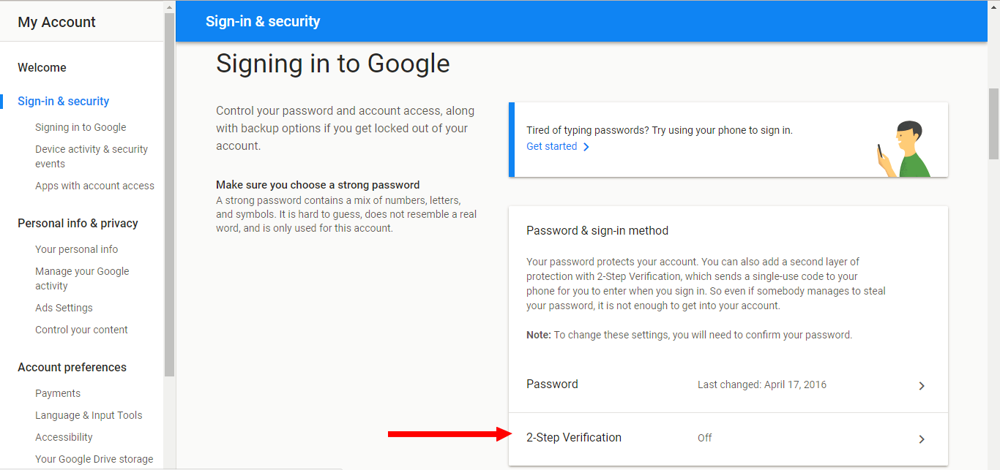 My Account
Welcome
Sign-in & security
Signing in to Google
Device activity & security
events
Apps with account access
Personal info & privacy
Your personal info
Manage your Google
activity
Ads Settings
Control your content
Account preferences
Payments
Language & Input Tools
Accessibility
Your Google Drive storage
Sign-in & security
Signing in to Google
Control your password and account access, along
with backup options if you get locked out of your
account.
Make sure you choose a strong password
A strong password contains a mix of numbers, letters,
and symbols. It is hard to guess, does not resemble a real
word, and is only used for this account.
Tired of typing passwords? Try using your phone to sign in.
Get started
Password & sign-in method
Your password protects your account. You can also add a second layer of
protection with 2-Step Verification, which sends a single-use code to your
phone for you to enter when you sign in. So even if somebody manages to steal
your password, it is not enough to get into your account.
Note: To change these settings, you will need to confirm your password.
Password Last changed: April 17, 2016
2-Step Verification Off